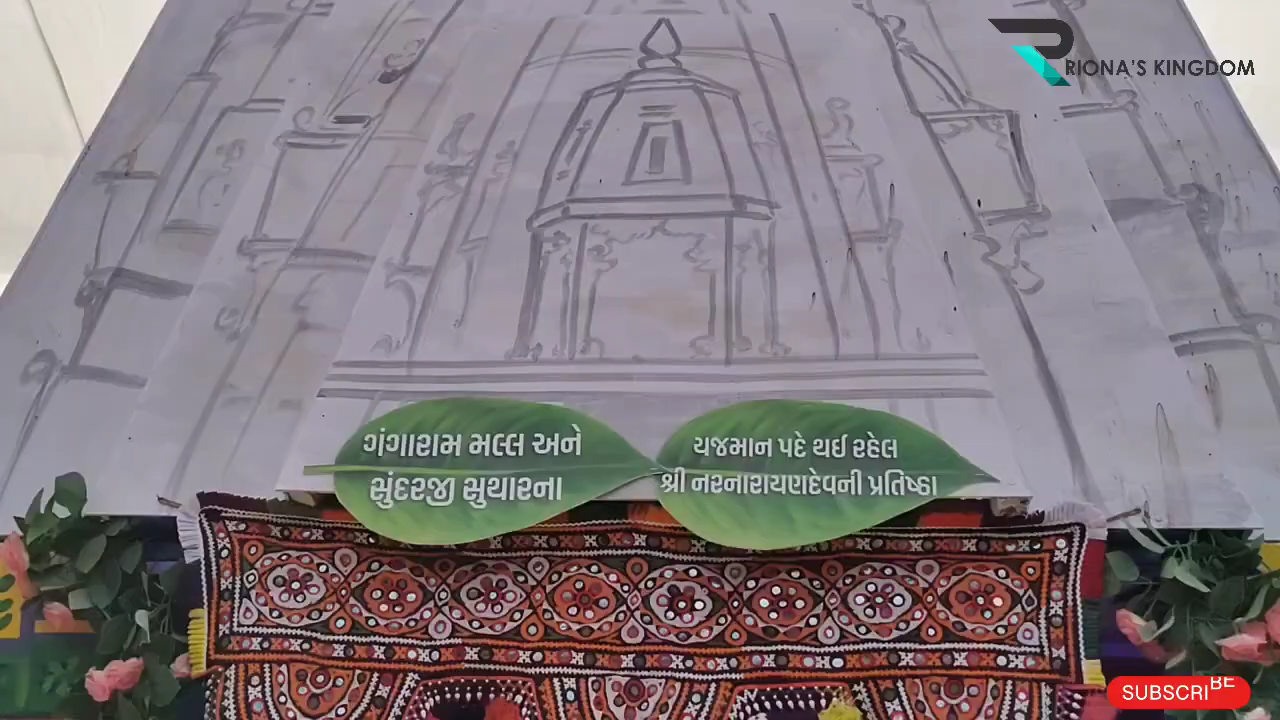 RIONA'S KINGDOM
ગંગારામ મલ્લ અને
સુંદરજી સુથારના
યજમાન પદે થઈ રહેલ
શ્રી નરનારાયણદેવની પ્રતિષ્ઠા
SUBSCRIBE